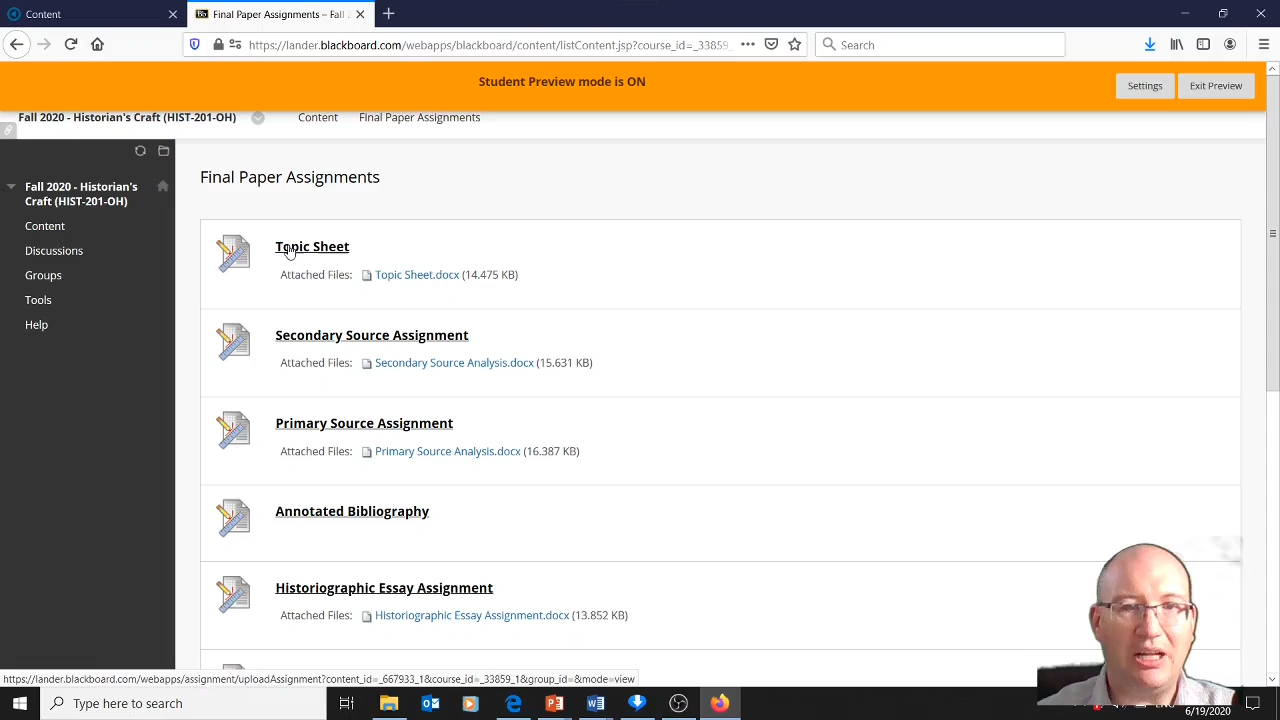 Content
Final Paper Assignments – Fall
https://lander.blackboard.com/webapps/blackboard/content/listContent.jsp?course_id=_33859_
Search
Student Preview mode is ON
Settings
Exit Preview
Fall 2020 - Historian's Craft (HIST-201-OH)
Content
Final Paper Assignments
Fall 2020 - Historian's
Craft (HIST-201-OH)
Content
Discussions
Groups
Tools
Help
Final Paper Assignments
Topic Sheet
Attached Files: Topic Sheet.docx (14.475 KB)
Secondary Source Assignment
Attached Files: Secondary Source Analysis.docx (15.631 KB)
Primary Source Assignment
Attached Files: Primary Source Analysis.docx (16.387 KB)
Annotated Bibliography
Historiographic Essay Assignment
Attached Files: Historiographic Essay Assignment.docx (13.852 KB)
https://lander.blackboard.com/webapps/assignment/uploadAssignment?content_id=_667933_1&course_id=_33859_1&group_id=&mode=view
Type here to search
6/19/2020